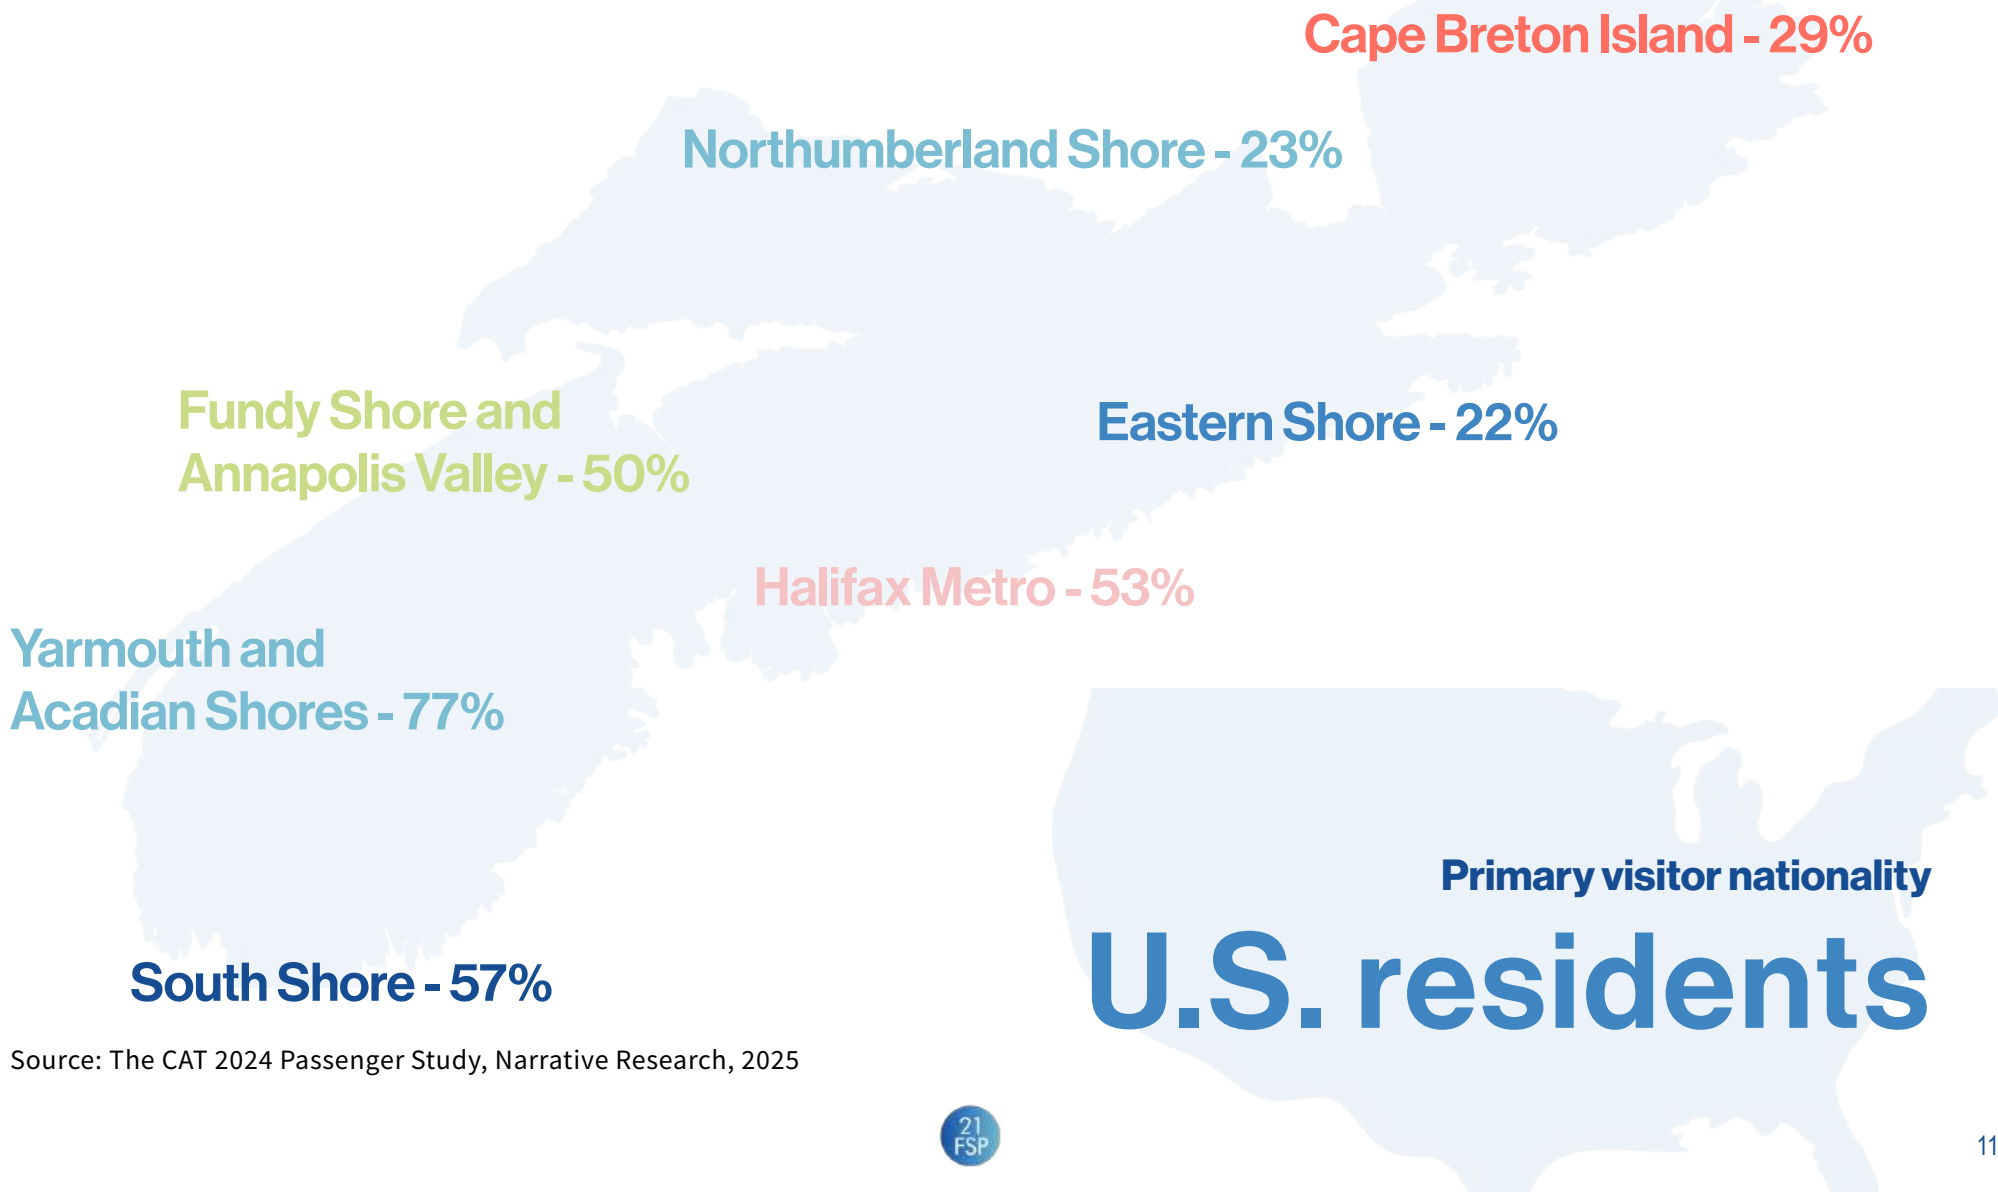 Cape Breton Island - 29%
Northumberland Shore - 23%
Fundy Shore and
Annapolis Valley - 50%
Eastern Shore - 22%
Halifax Metro - 53%
Yarmouth and
Acadian Shores - 77%
South Shore - 57%
Primary visitor nationality
U.S. residents
Source: The CAT 2024 Passenger Study, Narrative Research, 2025
21
FSP
11